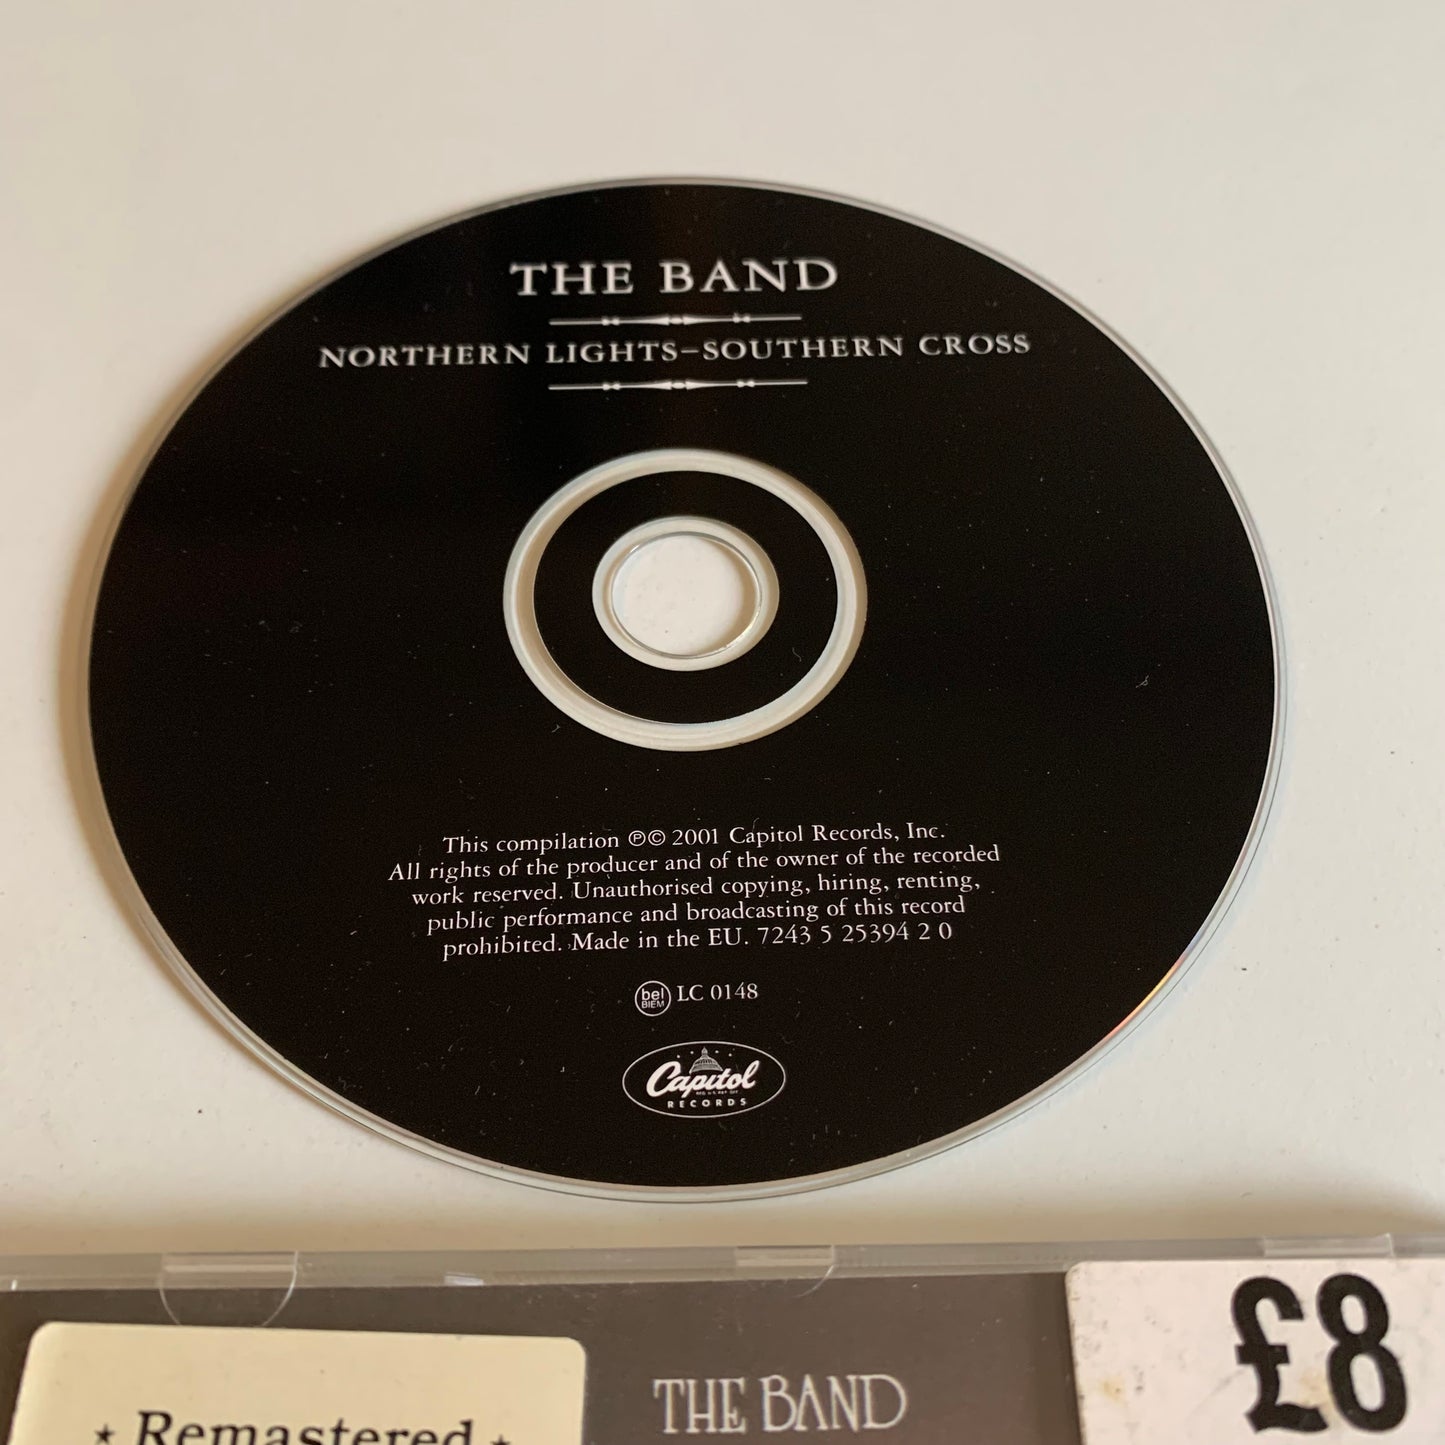 THE BAND
NORTHERN LIGHTS–SOUTHERN CROSS
This compilation ℗© 2001 Capitol Records, Inc.
All rights of the producer and of the owner of the recorded
work reserved. Unauthorised copying, hiring, renting,
public performance and broadcasting of this record
prohibited. Made in the EU. 7243 5 25394 2 0
bel
BIEM
LC 0148
Capitol
REG. U.S. PAT. OFF.
RECORDS
£8
THE BAND
★ Remastered ★